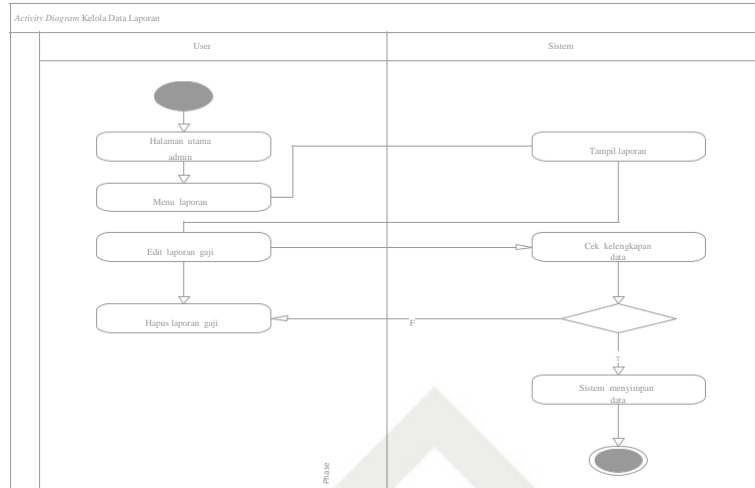 Activity Diagram Kelola Data Laporan
User
Sistem
Halaman utama
admin
Tampil laporan
Menu laporan
Edit laporan gaji
Cek kelengkapan
data
Hapus laporan gaji
F
T
Sistem menyimpan
data
Phase